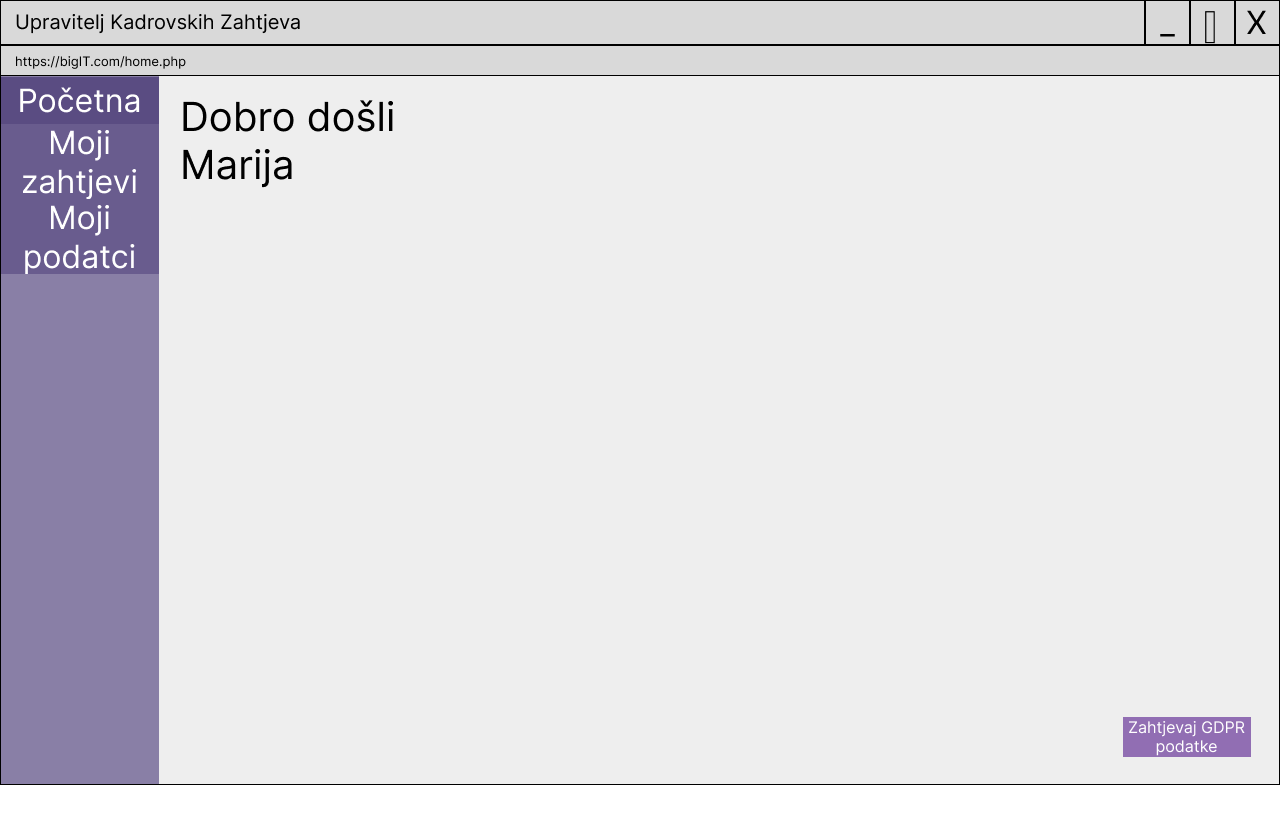 Upravitelj Kadrovskih Zahtjeva
_ ▯ X
https://bigIT.com/home.php
Početna
Moji
zahtjevi
Moji
podatci
Dobro došli
Marija
Zahtjevaj GDPR
podatke